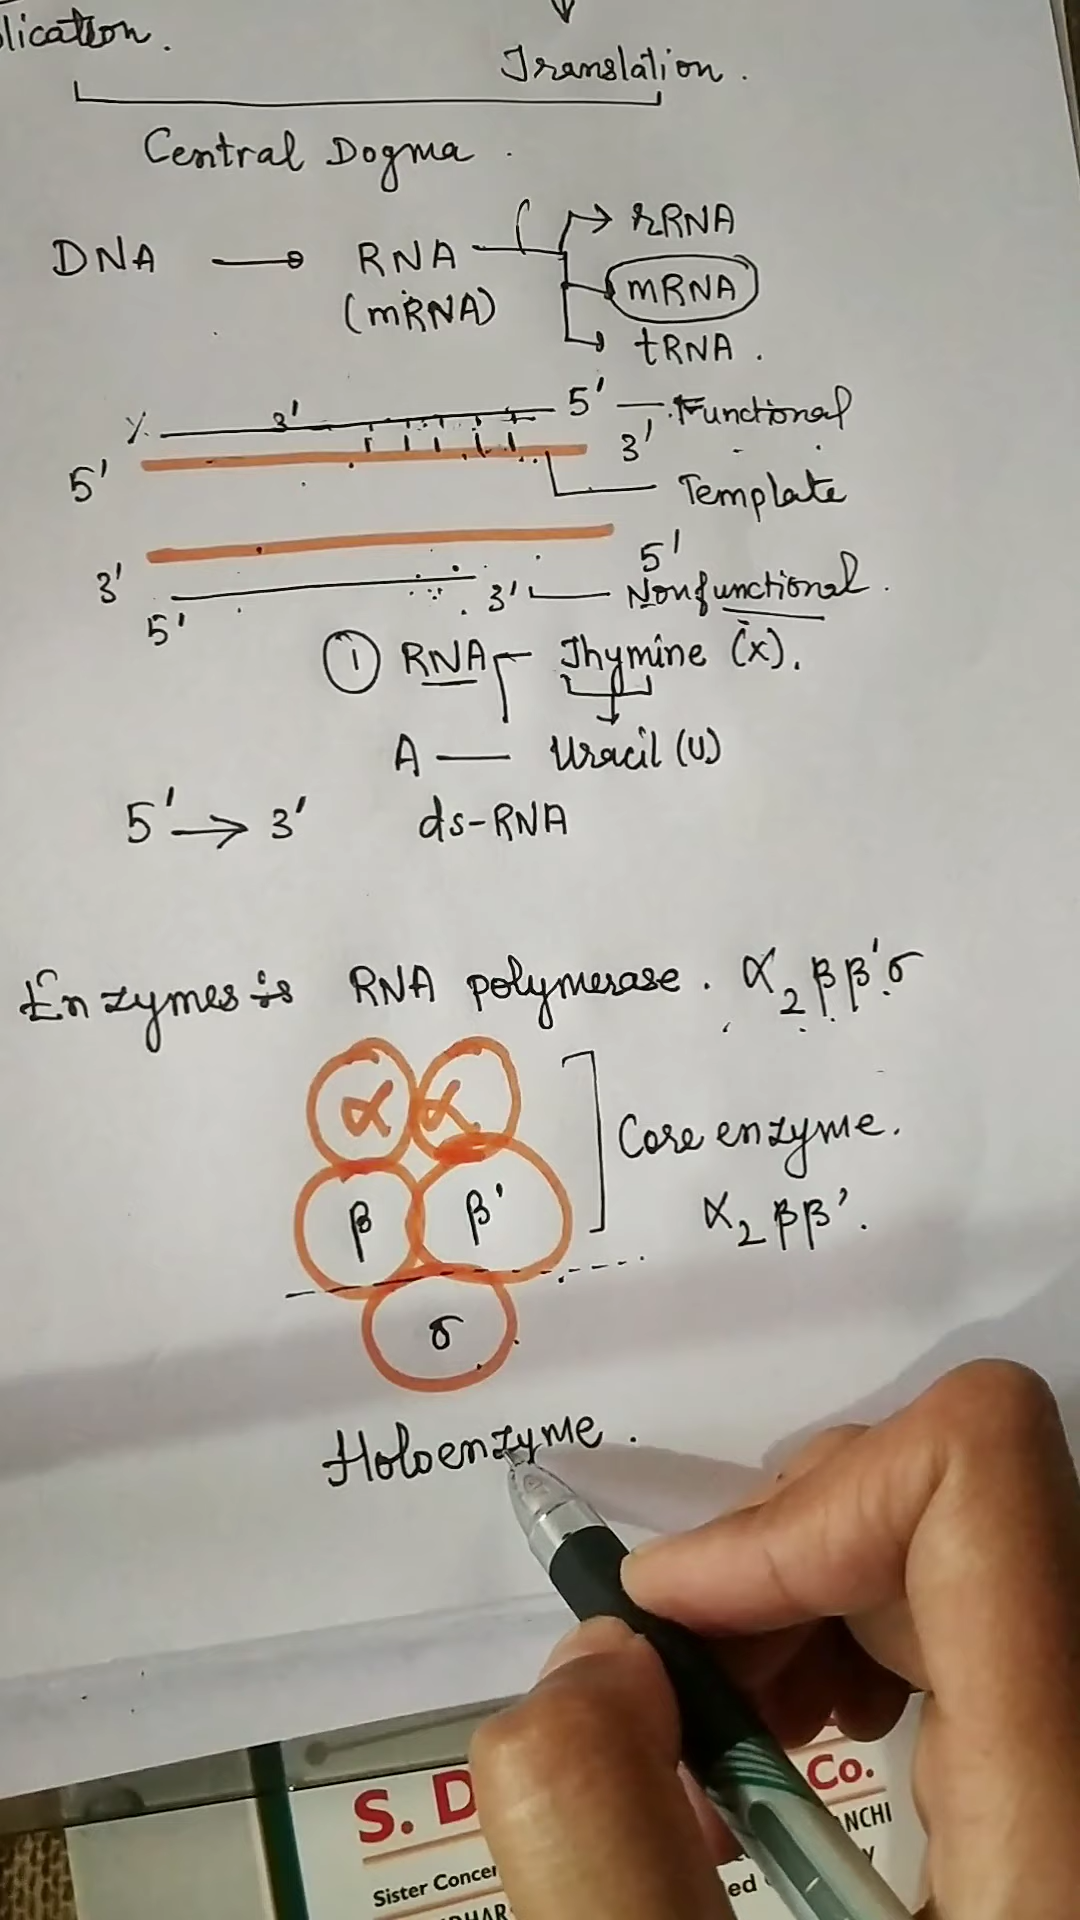 Translation.
Central Dogma.
DNA → RNA → rRNA
(mRNA) mRNA
tRNA.
3' 5' — Functional
5' 3'
Template
3' 5'
5' 3' — Nonfunctional.
① RNA Thymine (x).
A — Uracil (U)
5' → 3' ds-RNA
Enzymes is RNA polymerase. α₂ββ'σ
α α
Core enzyme.
β β' α₂ββ'.
σ
Holoenzyme.
S. D Co.
Sister Concer NCHI
ed